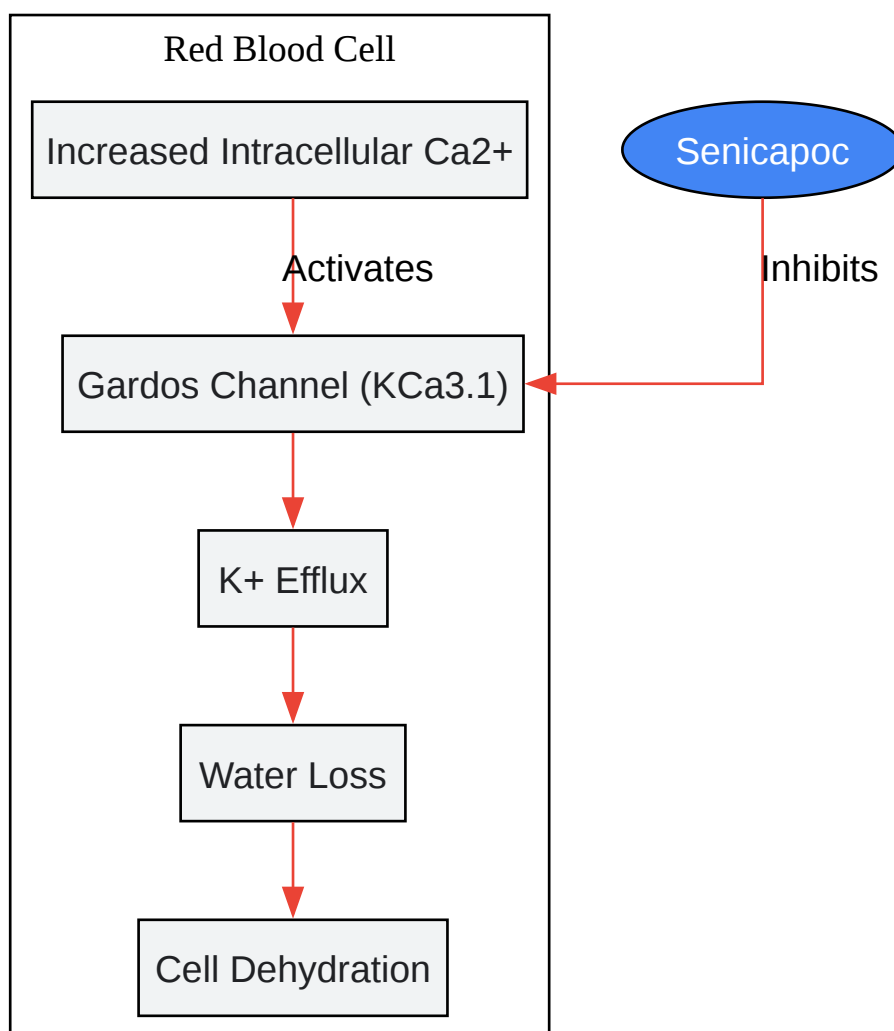 Red Blood Cell
Increased Intracellular Ca2+
Senicapoc
Activates
Inhibits
Gardos Channel (KCa3.1)
K+ Efflux
Water Loss
Cell Dehydration